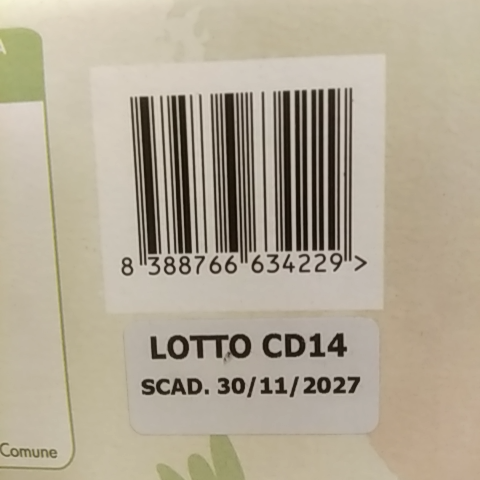 A
8 388766 634229 >
LOTTO CD14
SCAD. 30/11/2027
Comune